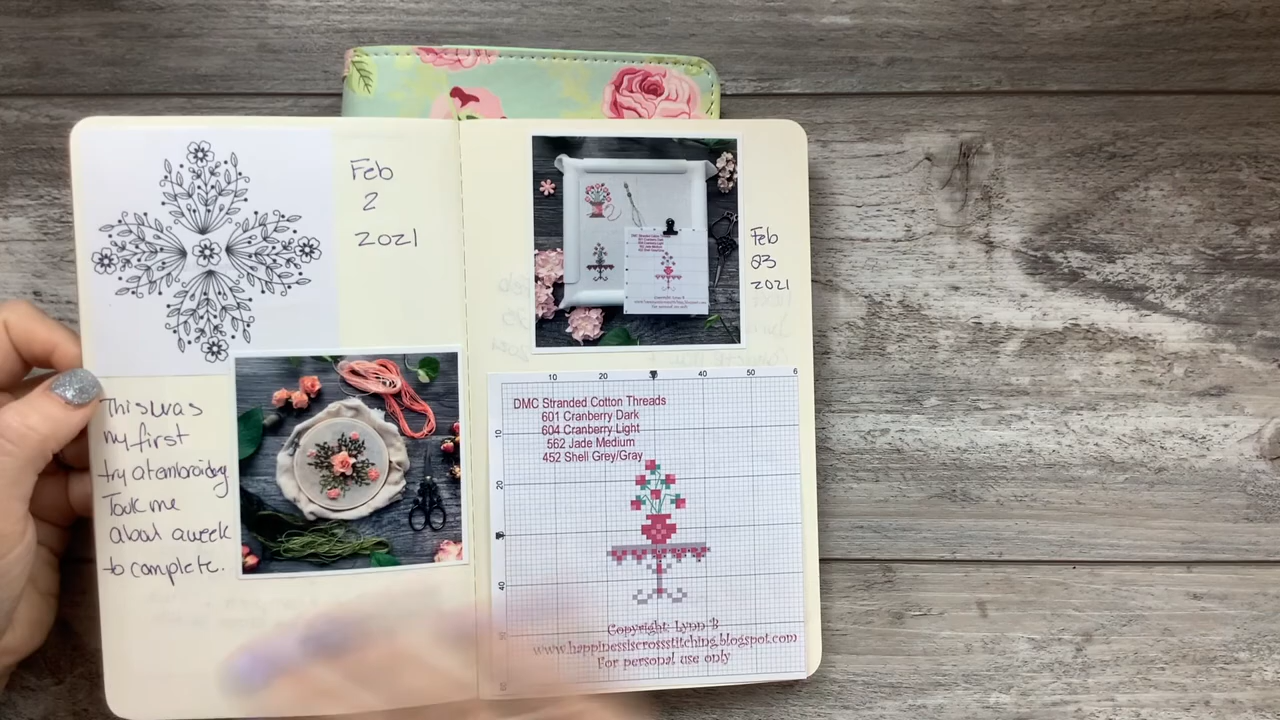 Feb
2
2021
This was
my first
try at embroidery
Took me
about a week
to complete.
Feb
23
2021
10 20 30 40 50 6
DMC Stranded Cotton Threads
601 Cranberry Dark
604 Cranberry Light
562 Jade Medium
452 Shell Grey/Gray
10
20
40
Copyright: Lynn B
www.happinessiscrossstitching.blogspot.com
For personal use only